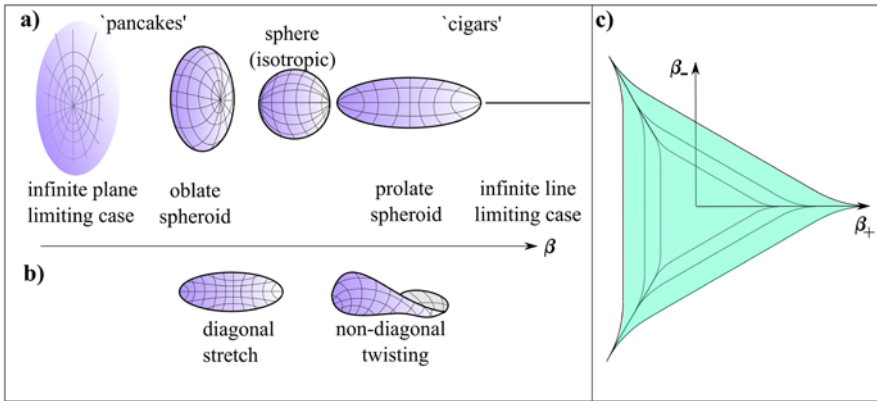 a)
`pancakes'
`cigars'
sphere
(isotropic)
infinite plane
limiting case
oblate
spheroid
prolate
spheroid
infinite line
limiting case
β
b)
diagonal
stretch
non-diagonal
twisting
c)
β-
β+